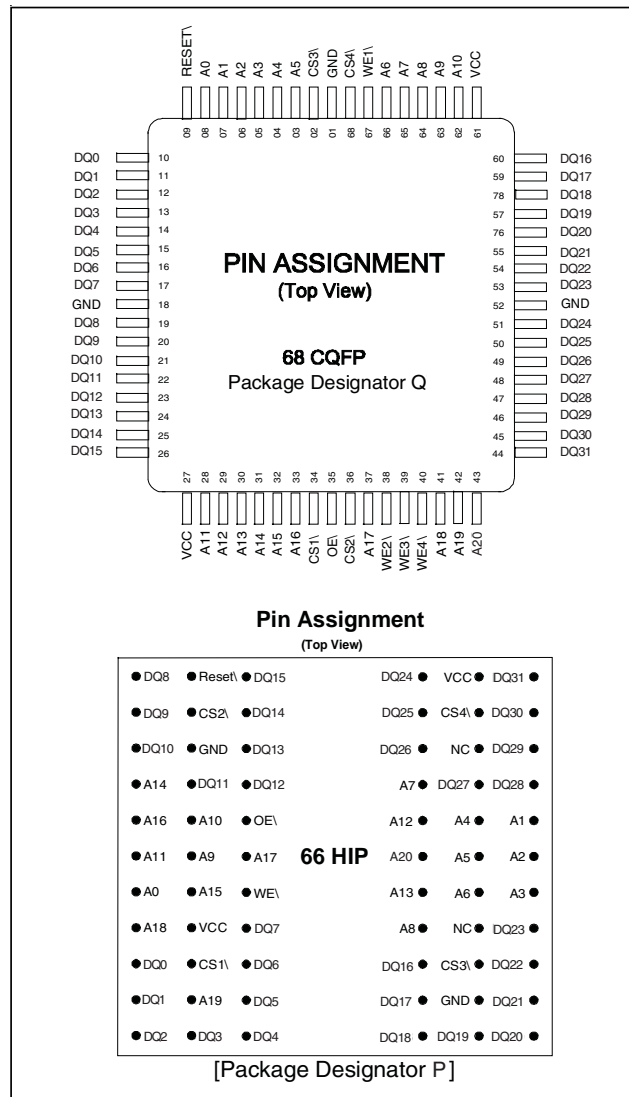 RESET\ A0 A1 A2 A3 A4 A5 CS3\ GND CS4\ WE1\ A6 A7 A8 A9 A10 VCC
09 08 07 06 05 04 03 02 01 68 67 66 65 64 63 62 61
DQ0 10 60 DQ16
DQ1 11 59 DQ17
DQ2 12 78 DQ18
DQ3 13 57 DQ19
DQ4 14 76 DQ20
DQ5 15 55 DQ21
DQ6 16 54 DQ22
DQ7 17 53 DQ23
GND 18 52 GND
DQ8 19 51 DQ24
DQ9 20 50 DQ25
DQ10 21 49 DQ26
DQ11 22 48 DQ27
DQ12 23 47 DQ28
DQ13 24 46 DQ29
DQ14 25 45 DQ30
DQ15 26 44 DQ31
PIN ASSIGNMENT
(Top View)
68 CQFP
Package Designator Q
27 28 29 30 31 32 33 34 35 36 37 38 39 40 41 42 43
VCC A11 A12 A13 A14 A15 A16 CS1\ OE\ CS2\ A17 WE2\ WE3\ WE4\ A18 A19 A20
Pin Assignment
(Top View)
DQ8 Reset\ DQ15 DQ24 VCC DQ31
DQ9 CS2\ DQ14 DQ25 CS4\ DQ30
DQ10 GND DQ13 DQ26 NC DQ29
A14 DQ11 DQ12 A7 DQ27 DQ28
A16 A10 OE\ A12 A4 A1
A11 A9 A17 66 HIP A20 A5 A2
A0 A15 WE\ A13 A6 A3
A18 VCC DQ7 A8 NC DQ23
DQ0 CS1\ DQ6 DQ16 CS3\ DQ22
DQ1 A19 DQ5 DQ17 GND DQ21
DQ2 DQ3 DQ4 DQ18 DQ19 DQ20
[Package Designator P]